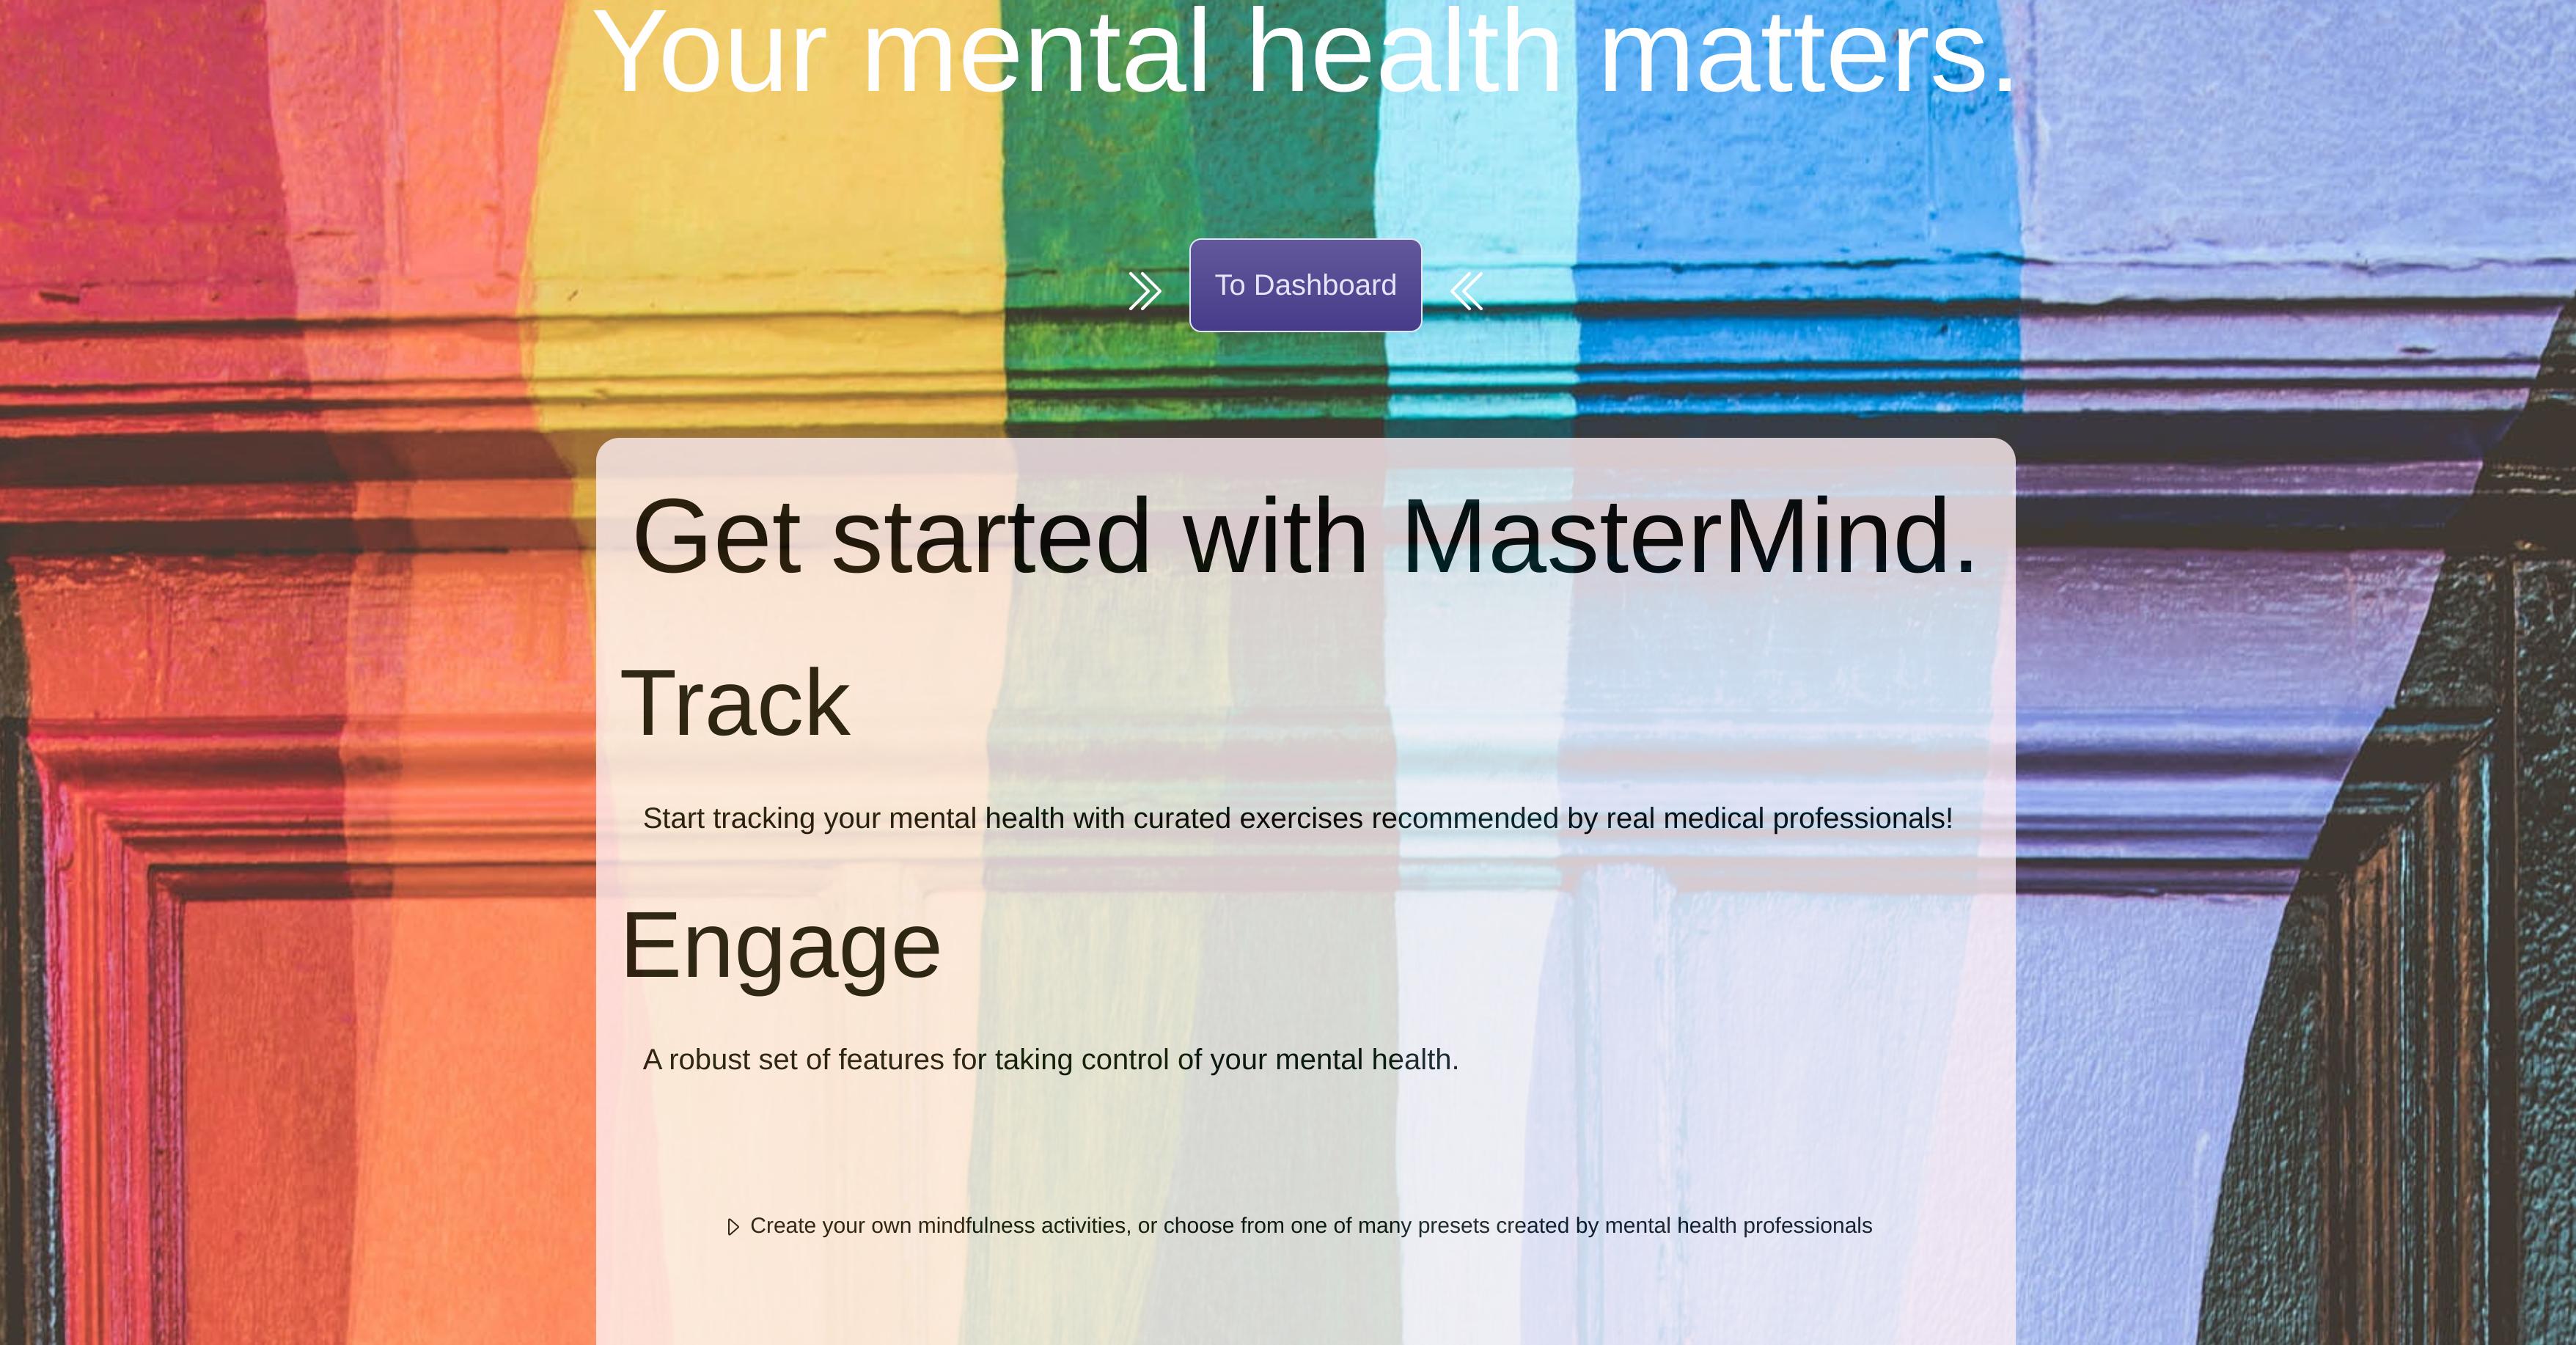 Your mental health matters.
To Dashboard
Get started with MasterMind.
Track
Start tracking your mental health with curated exercises recommended by real medical professionals!
Engage
A robust set of features for taking control of your mental health.
Create your own mindfulness activities, or choose from one of many presets created by mental health professionals